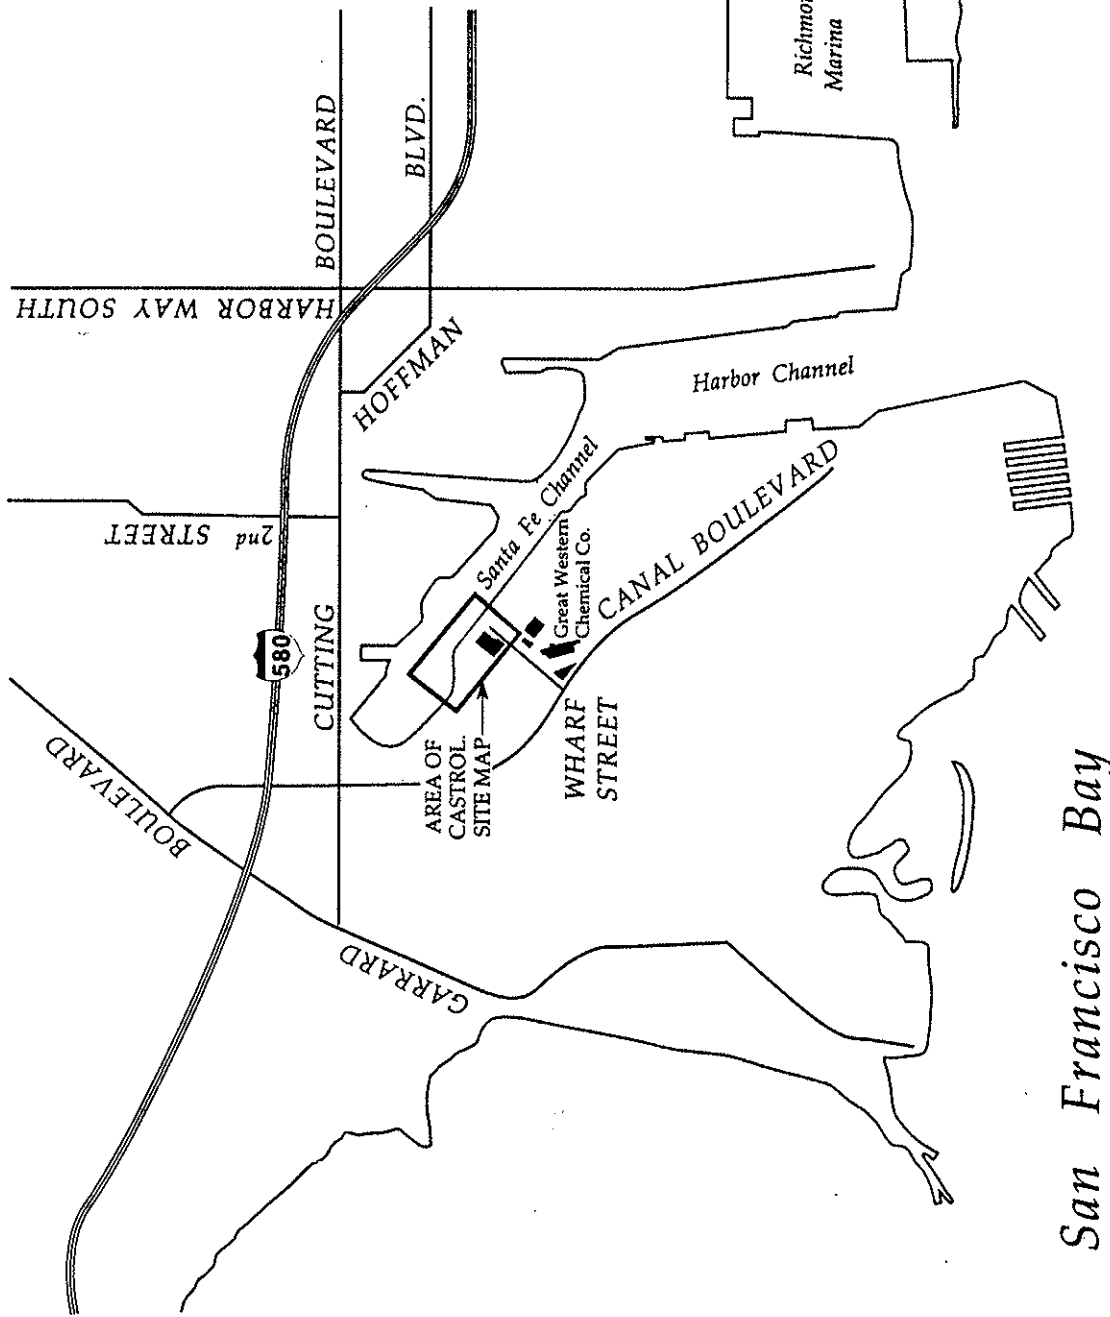 BOULEVARD
BLVD.
HARBOR WAY SOUTH
HOFFMAN
Richmo
Marina
Harbor Channel
2nd STREET
580
CUTTING
Santa Fe Channel
Great Western
Chemical Co.
CANAL BOULEVARD
AREA OF
CASTROL.
SITE MAP
WHARF
STREET
BOULEVARD
GARRARD
San Francisco Bay